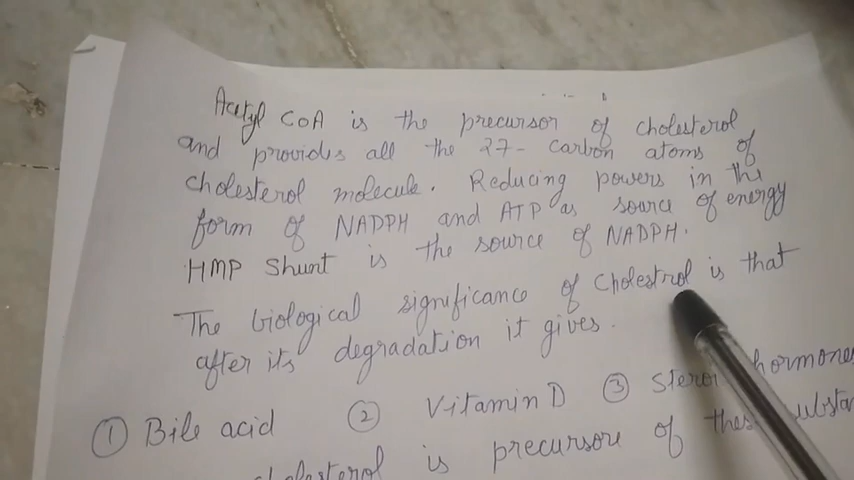 Acetyl COA is the precursor of cholesterol
and provides all the 27- carbon atoms of
cholesterol molecule. Reducing powers in the
form of NADPH and ATP as source of energy
HMP Shunt is the source of NADPH.
The biological significance of Cholestrol is that
after its degradation it gives.
① Bile acid ② Vitamin D ③ hormones
cholesterol is precursore of these